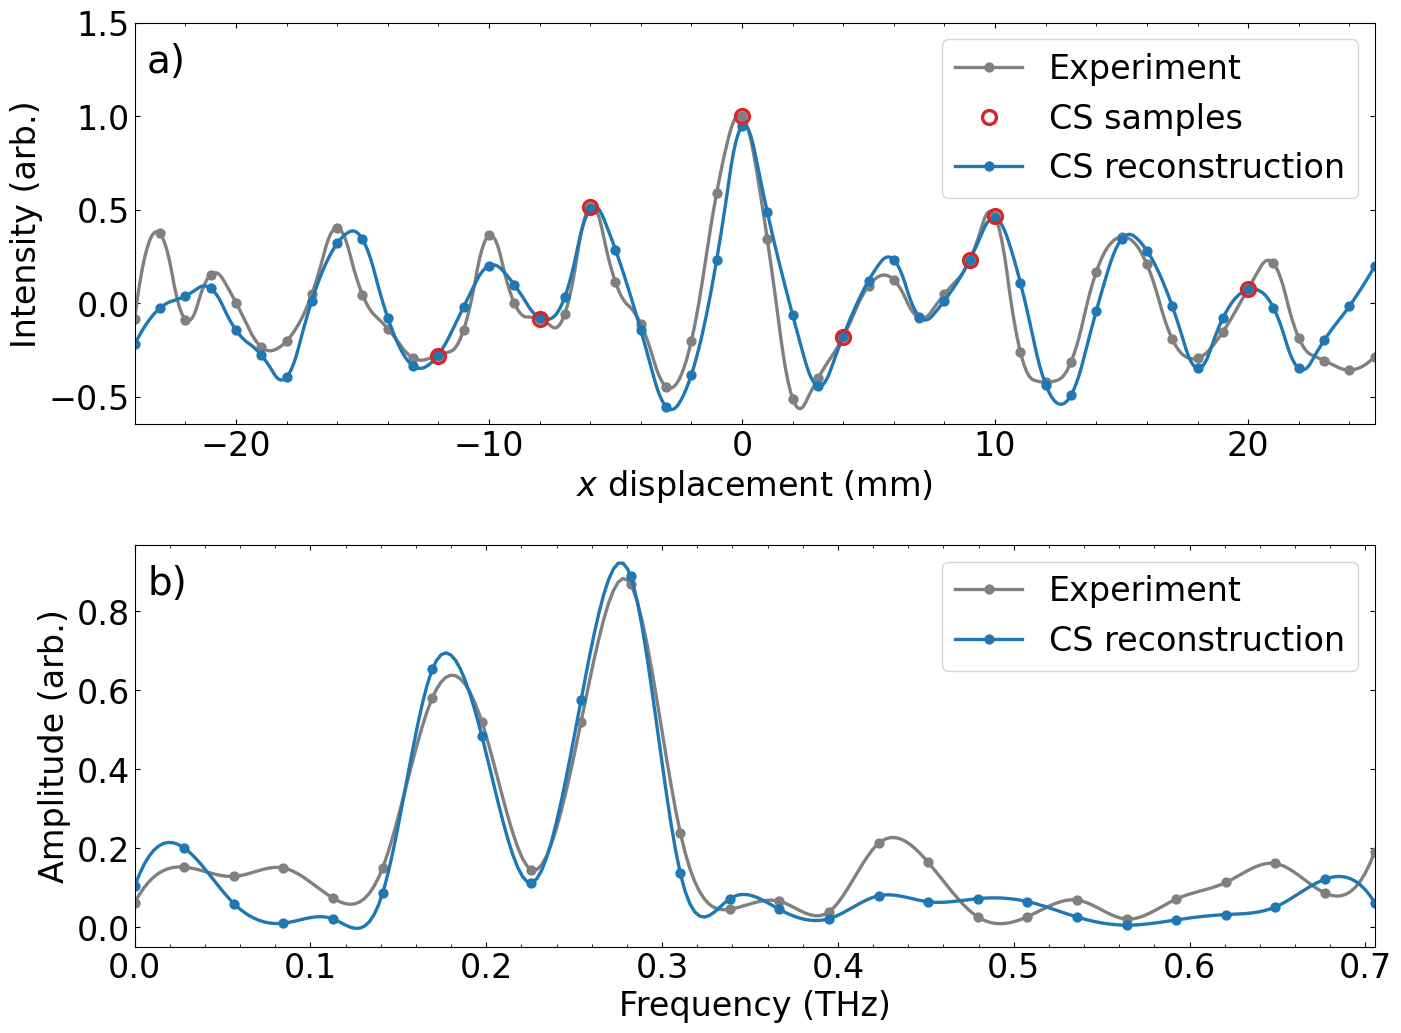 a)
Experiment
CS samples
CS reconstruction
1.5
1.0
0.5
0.0
−0.5
Intensity (arb.)
−20 −10 0 10 20
x displacement (mm)
b)
Experiment
CS reconstruction
0.8
0.6
0.4
0.2
0.0
Amplitude (arb.)
0.0 0.1 0.2 0.3 0.4 0.5 0.6 0.7
Frequency (THz)